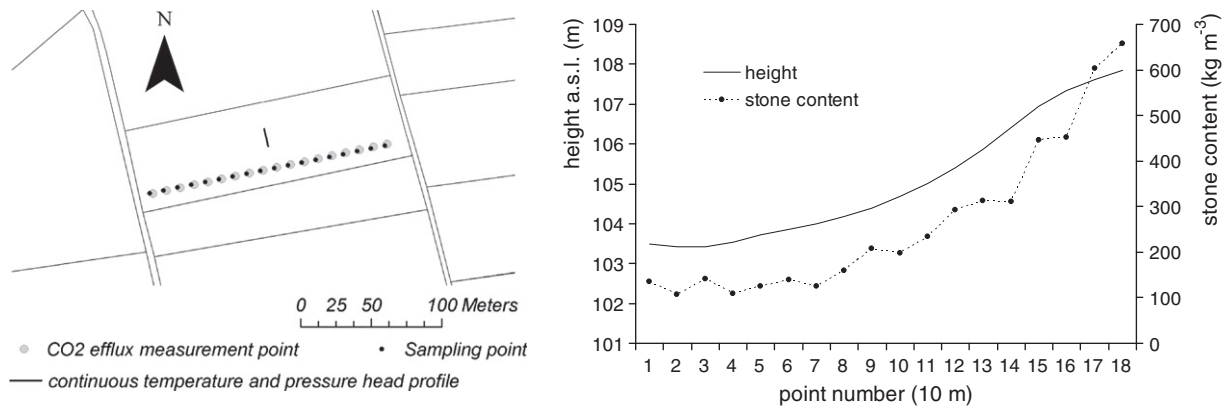 N
0 25 50 100 Meters
CO2 efflux measurement point
Sampling point
continuous temperature and pressure head profile
height a.s.l. (m)
109
108
107
106
105
104
103
102
101
height
stone content
700
600
500
400
300
200
100
0
stone content (kg m-3)
1 2 3 4 5 6 7 8 9 10 11 12 13 14 15 16 17 18
point number (10 m)